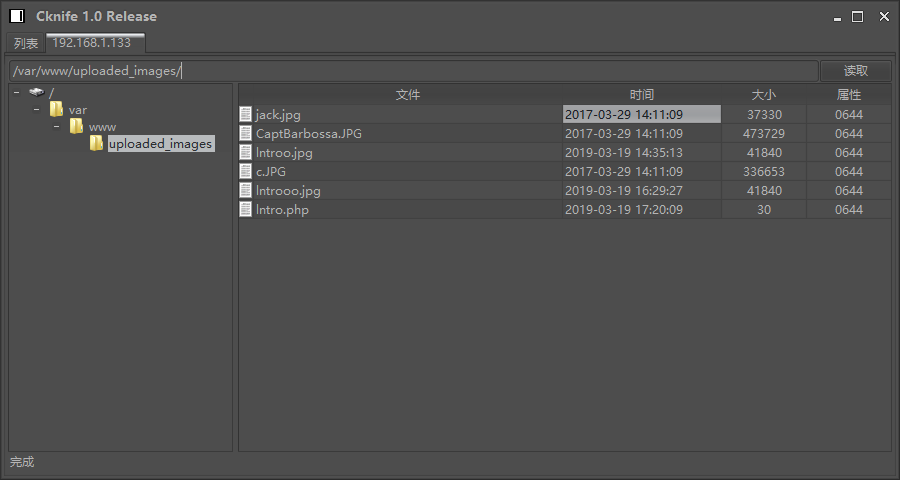 Cknife 1.0 Release
列表 192.168.1.133
/var/www/uploaded_images/ 读取
/
var
www
uploaded_images
文件 时间 大小 属性
jack.jpg 2017-03-29 14:11:09 37330 0644
CaptBarbossa.JPG 2017-03-29 14:11:09 473729 0644
lntroo.jpg 2019-03-19 14:35:13 41840 0644
c.JPG 2017-03-29 14:11:09 336653 0644
lntrooo.jpg 2019-03-19 16:29:27 41840 0644
lntro.php 2019-03-19 17:20:09 30 0644
完成